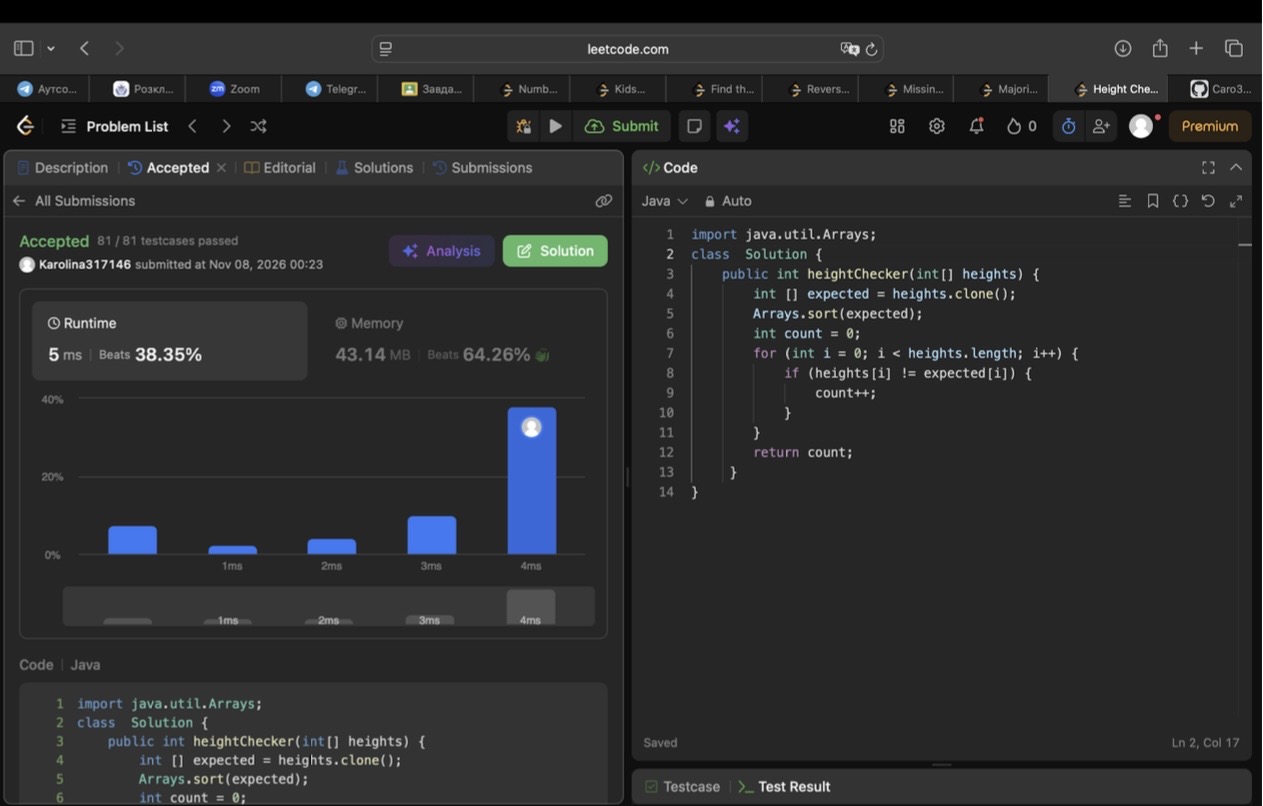 leetcode.com
Аутсо...
Розкл...
zm Zoom
Telegr...
Завда...
Numb...
Kids...
Find th...
Revers...
Missin...
Majori...
Height Che...
Caro3...
Problem List
Submit
0
Premium
Description
Accepted
Editorial
Solutions
Submissions
All Submissions
Accepted 81 / 81 testcases passed
Karolina317146 submitted at Nov 08, 2026 00:23
Analysis
Solution
Runtime
5 ms | Beats 38.35%
Memory
43.14 MB | Beats 64.26%
40%
20%
0%
1ms
2ms
3ms
4ms
1ms
2ms
3ms
4ms
Code | Java
1 import java.util.Arrays;
2 class  Solution {
3     public int heightChecker(int[] heights) {
4         int [] expected = heights.clone();
5         Arrays.sort(expected);
6         int count = 0;
</> Code
Java
Auto
1 import java.util.Arrays;
2 class  Solution {
3     public int heightChecker(int[] heights) {
4         int [] expected = heights.clone();
5         Arrays.sort(expected);
6         int count = 0;
7         for (int i = 0; i < heights.length; i++) {
8             if (heights[i] != expected[i]) {
9                 count++;
10             }
11         }
12         return count;
13      }
14 }
Saved
Ln 2, Col 17
Testcase
>_ Test Result